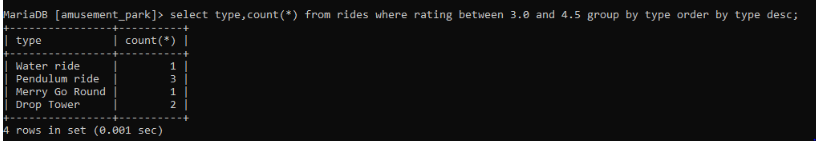 MariaDB [amusement_park]> select type,count(*) from rides where rating between 3.0 and 4.5 group by type order by type desc;
+----------------+----------+
| type           | count(*) |
+----------------+----------+
| Water ride     |        1 |
| Pendulum ride  |        3 |
| Merry Go Round |        1 |
| Drop Tower     |        2 |
+----------------+----------+
4 rows in set (0.001 sec)